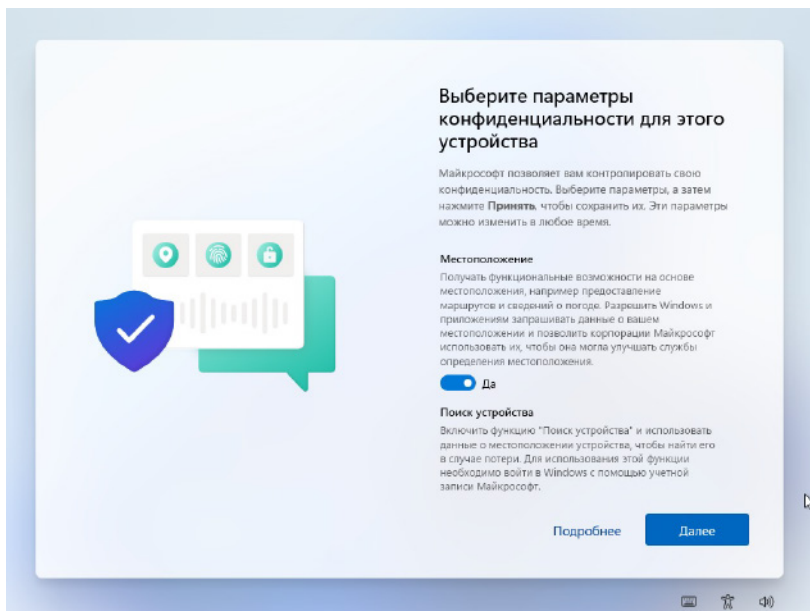 Выберите параметры
конфиденциальности для этого
устройства
Майкрософт позволяет вам контролировать свою
конфиденциальность. Выберите параметры, а затем
нажмите Принять, чтобы сохранить их. Эти параметры
можно изменить в любое время.
Местоположение
Получать функциональные возможности на основе
местоположения, например предоставление
маршрутов и сведений о погоде. Разрешить Windows и
приложениям запрашивать данные о вашем
местоположении и позволить корпорации Майкрософт
использовать их, чтобы она могла улучшать службы
определения местоположения.
Да
Поиск устройства
Включить функцию "Поиск устройства" и использовать
данные о местоположении устройства, чтобы найти его
в случае потери. Для использования этой функции
необходимо войти в Windows с помощью учетной
записи Майкрософт.
Подробнее
Далее